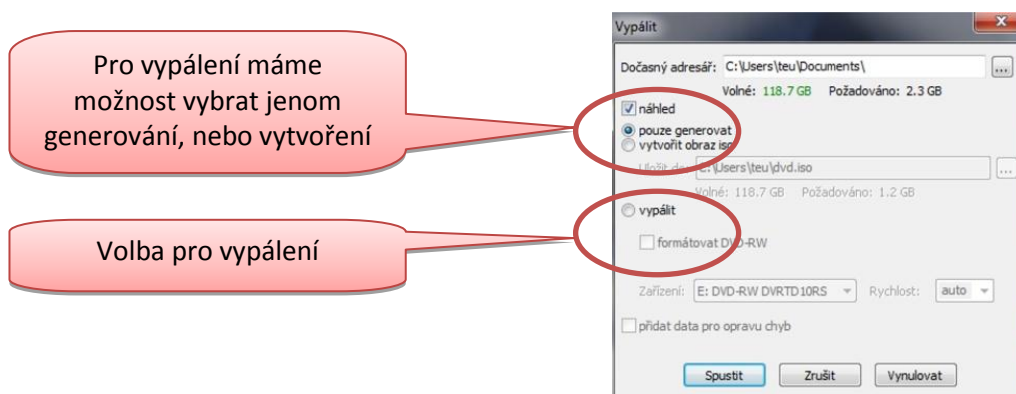 Pro vypálení máme
možnost vybrat jenom
generování, nebo vytvoření
Volba pro vypálení
Vypálit
Dočasný adresář: C:\Users\teu\Documents\ ...
Volné: 118.7 GB Požadováno: 2.3 GB
náhled
pouze generovat
vytvořit obraz iso
Uložit do: C:\Users\teu\dvd.iso ...
Volné: 118.7 GB Požadováno: 1.2 GB
vypálit
formátovat DVD-RW
Zařízení: E: DVD-RW DVRTD10RS Rychlost: auto
přidat data pro opravu chyb
Spustit Zrušit Vynulovat